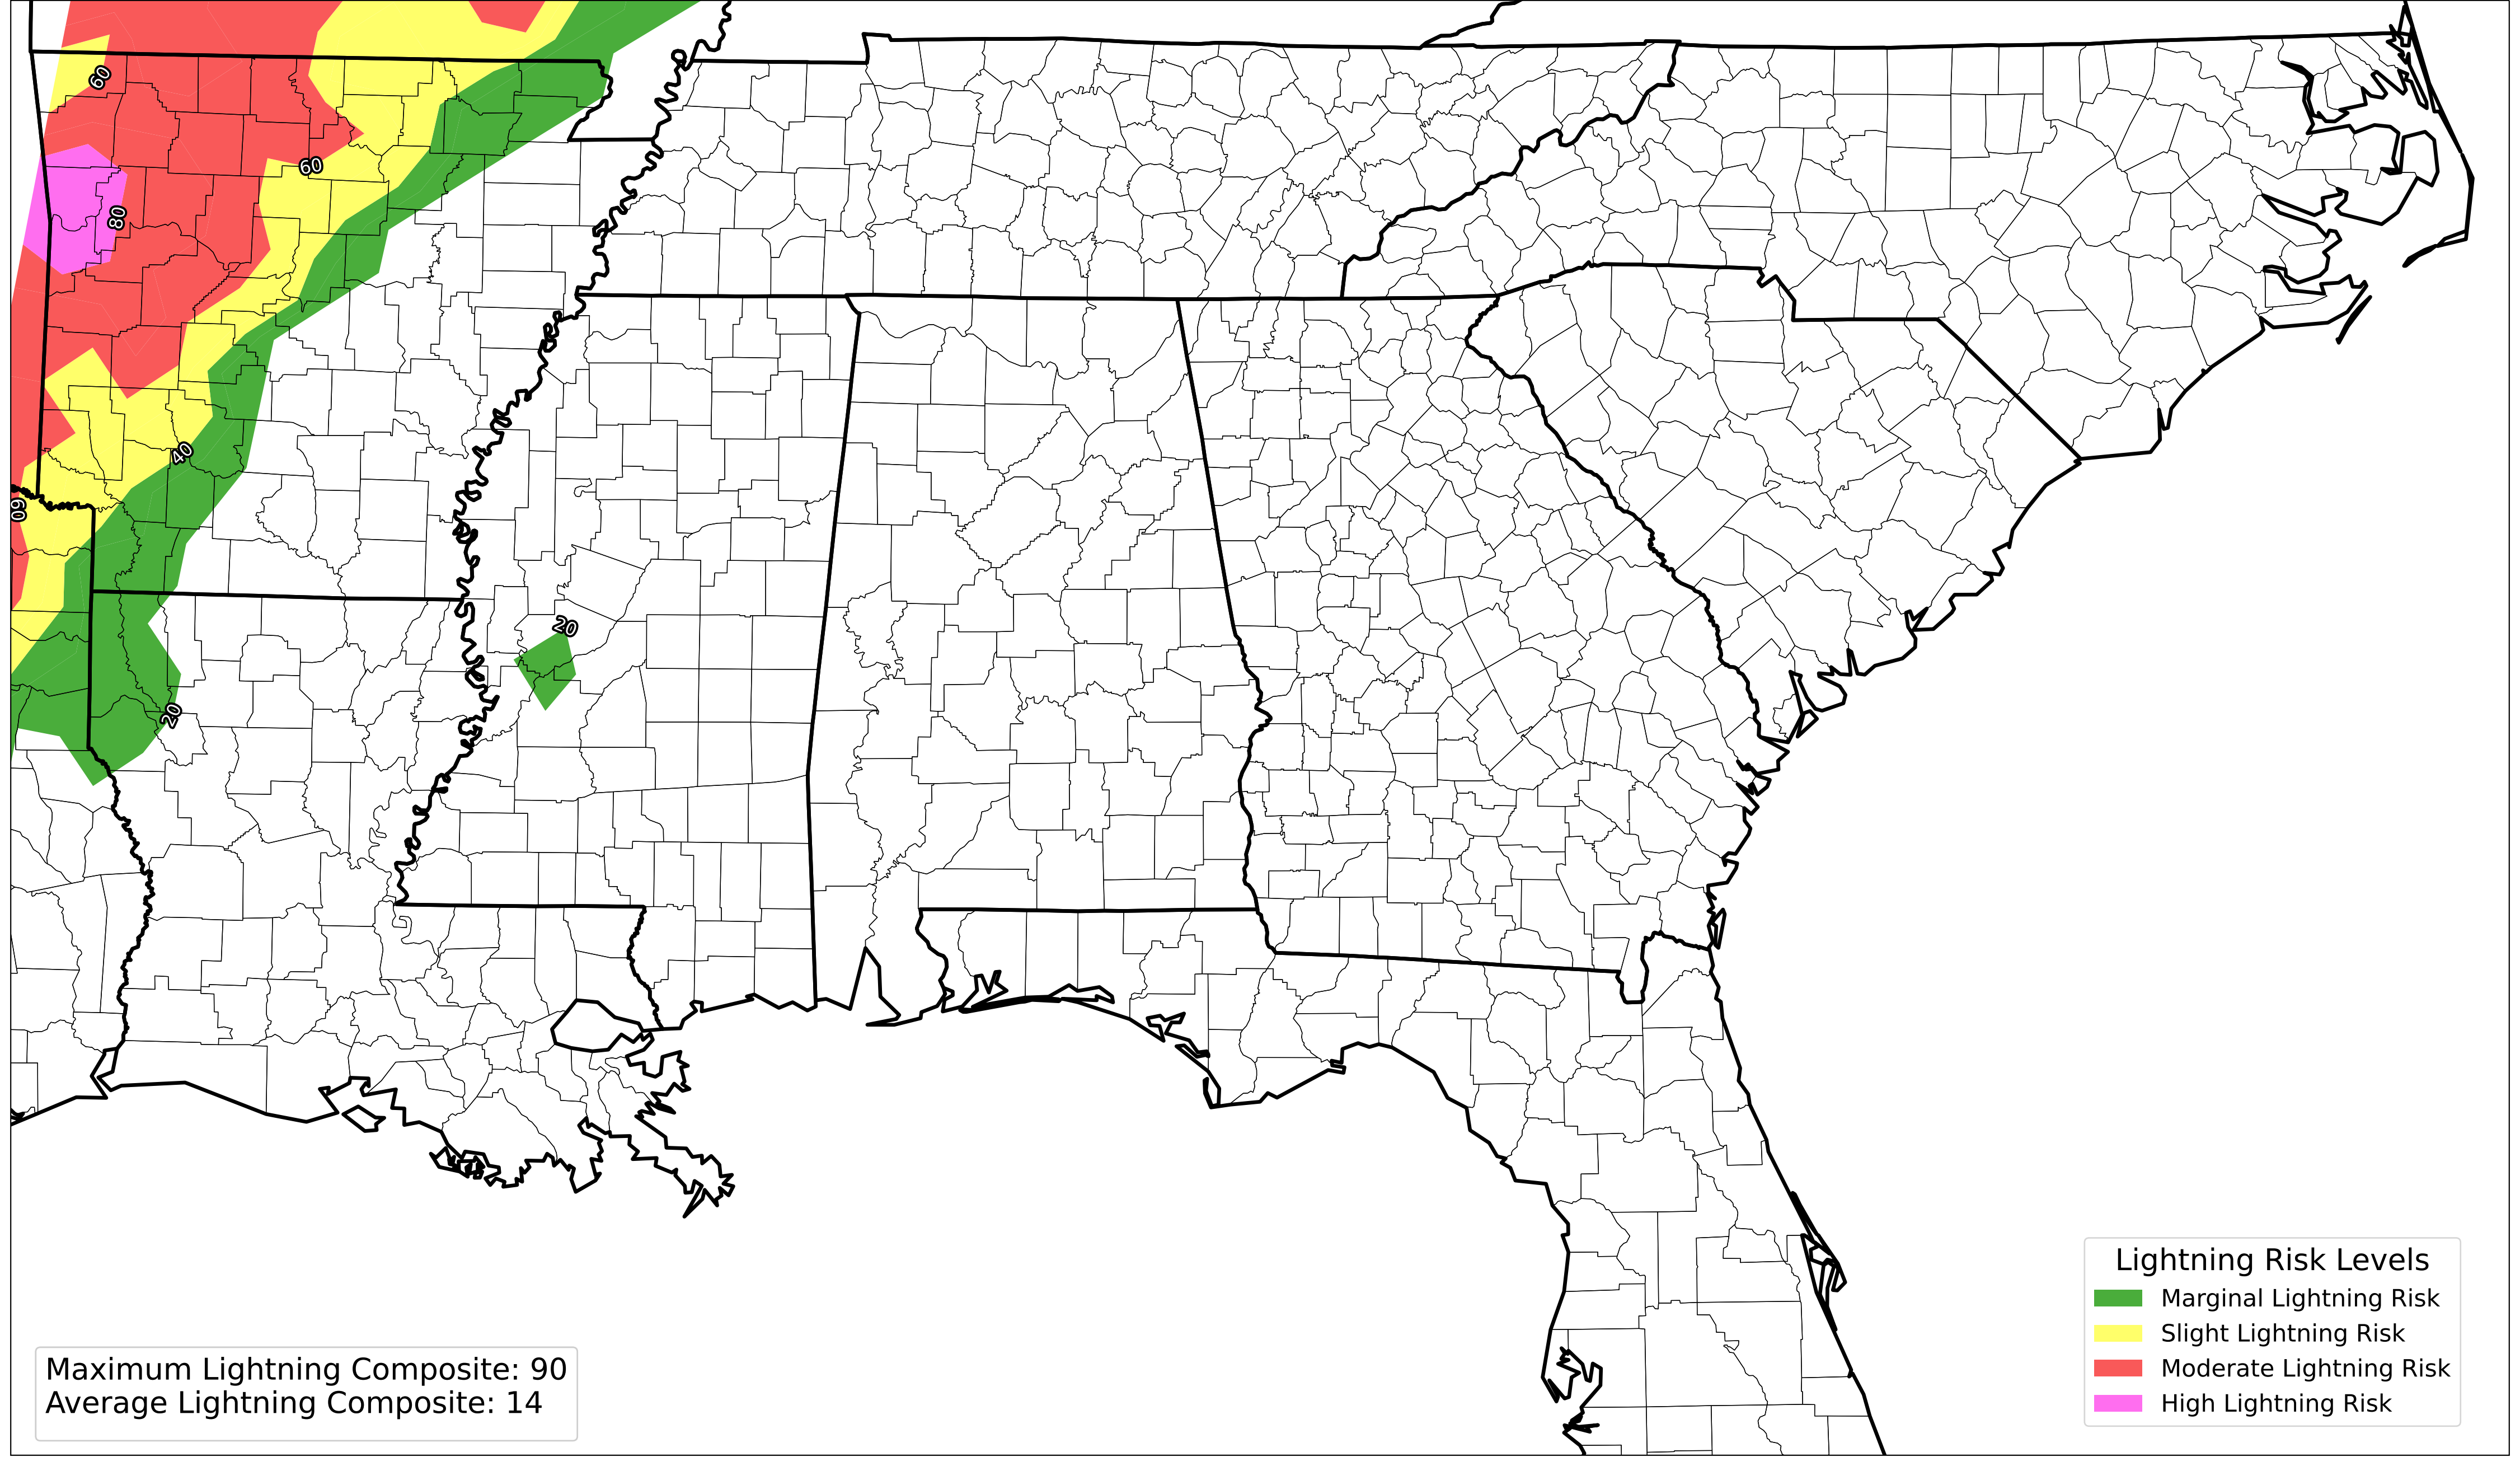 60
60
80
40
60
20
20
Lightning Risk Levels
Marginal Lightning Risk
Slight Lightning Risk
Moderate Lightning Risk
High Lightning Risk
Maximum Lightning Composite: 90
Average Lightning Composite: 14